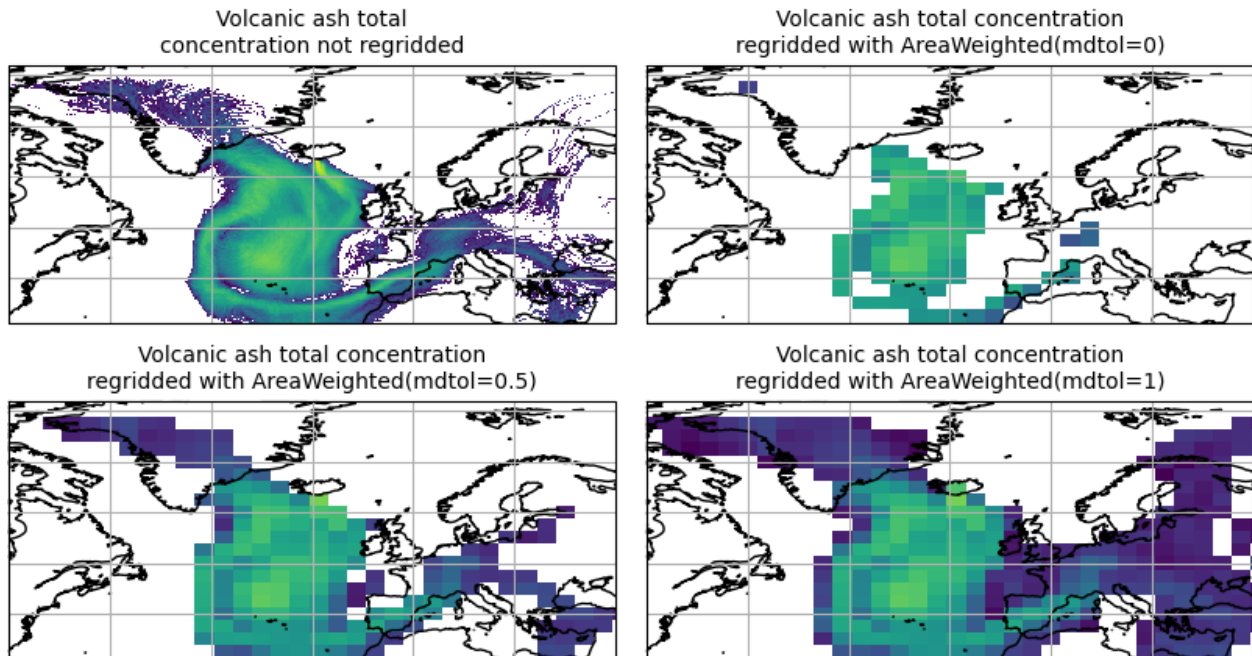 Volcanic ash total
concentration not regridded
Volcanic ash total concentration
regridded with AreaWeighted(mdtol=0)
Volcanic ash total concentration
regridded with AreaWeighted(mdtol=0.5)
Volcanic ash total concentration
regridded with AreaWeighted(mdtol=1)